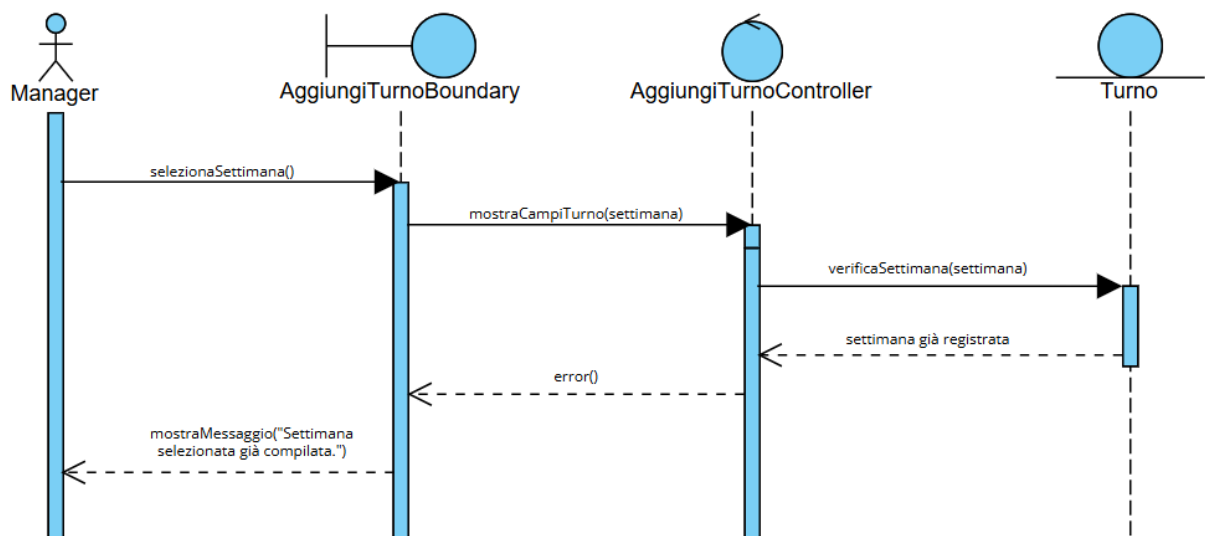 Manager
AggiungiTurnoBoundary
AggiungiTurnoController
Turno
selezionaSettimana()
mostraCampiTurno(settimana)
verificaSettimana(settimana)
settimana già registrata
error()
mostraMessaggio("Settimana
selezionata già compilata.")